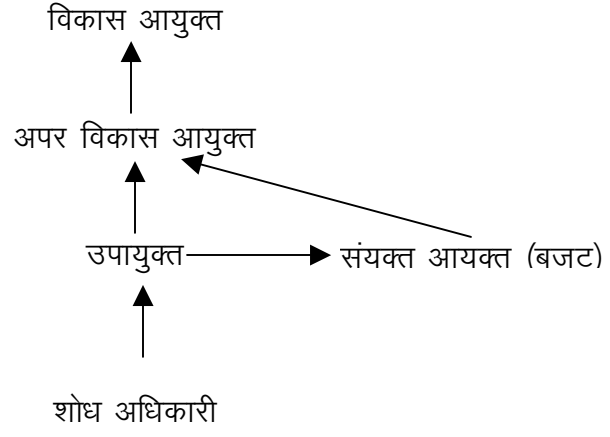 विकास आयुक्त
अपर विकास आयुक्त
उपायुक्त संयक्त आयक्त (बजट)
शोध अधिकारी